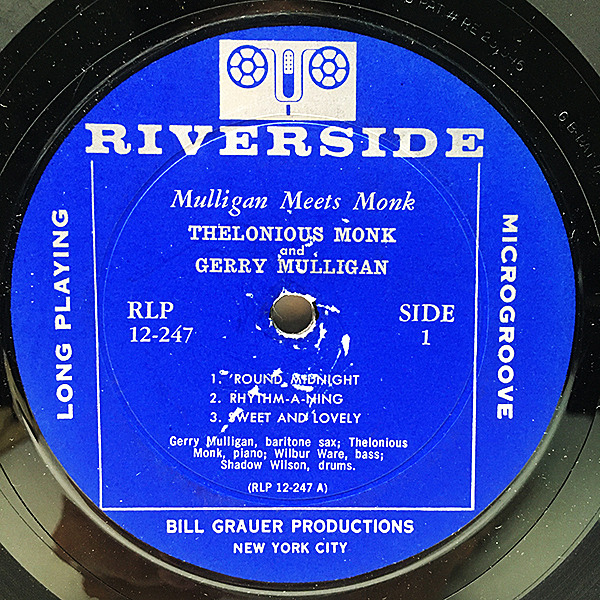 RIVERSIDE
Mulligan Meets Monk
THELONIOUS MONK
and
GERRY MULLIGAN
LONG PLAYING
MICROGROOVE
RLP
12-247
SIDE
1
1. 'ROUND MIDNIGHT
2. RHYTHM-A-NING
3. SWEET AND LOVELY
Gerry Mulligan, baritone sax; Thelonious
Monk, piano; Wilbur Ware, bass;
Shadow Wilson, drums.
(RLP 12-247 A)
BILL GRAUER PRODUCTIONS
NEW YORK CITY